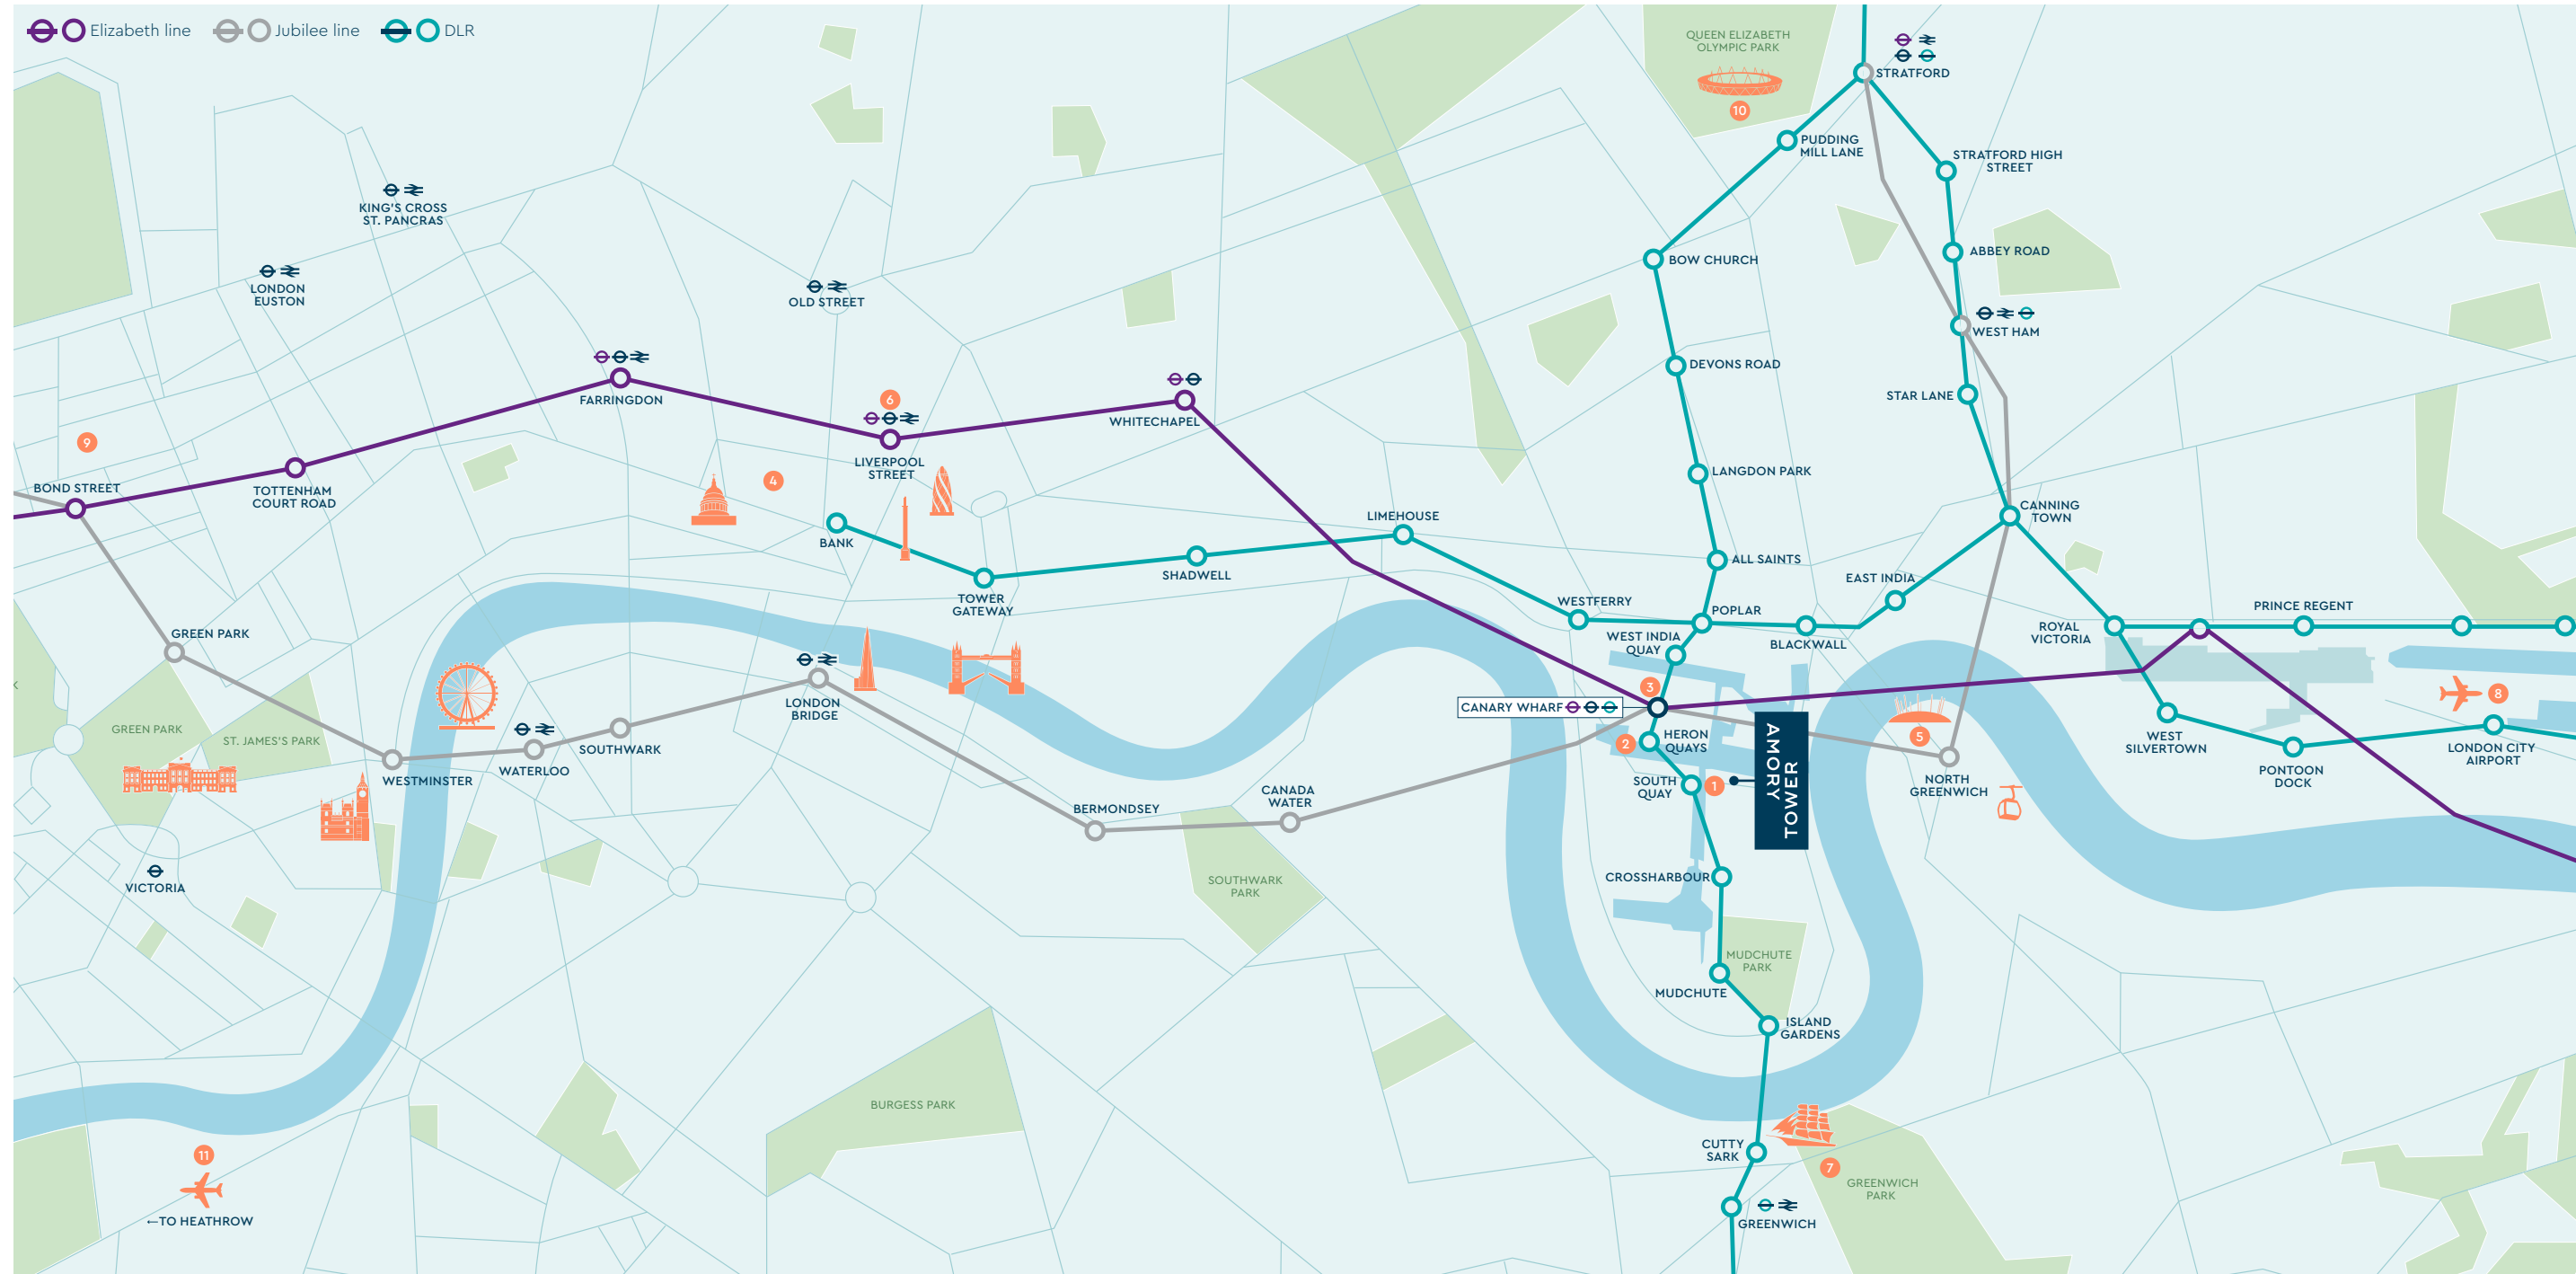 Elizabeth line
Jubilee line
DLR
QUEEN ELIZABETH
OLYMPIC PARK
10
STRATFORD
PUDDING
MILL LANE
STRATFORD HIGH
STREET
KING'S CROSS
ST. PANCRAS
ABBEY ROAD
BOW CHURCH
LONDON
EUSTON
OLD STREET
WEST HAM
DEVONS ROAD
STAR LANE
FARRINGDON
6
WHITECHAPEL
9
LIVERPOOL
STREET
LANGDON PARK
4
BOND STREET
TOTTENHAM
COURT ROAD
CANNING
TOWN
LIMEHOUSE
BANK
ALL SAINTS
SHADWELL
EAST INDIA
TOWER
GATEWAY
WESTFERRY
POPLAR
PRINCE REGENT
GREEN PARK
ROYAL
VICTORIA
WEST INDIA
QUAY
BLACKWALL
K
3
8
CANARY WHARF
LONDON
BRIDGE
GREEN PARK
ST. JAMES'S PARK
2
HERON
QUAYS
5
WEST
SILVERTOWN
LONDON CITY
AIRPORT
SOUTHWARK
WATERLOO
WESTMINSTER
PONTOON
DOCK
SOUTH
QUAY
1
AMORY
TOWER
NORTH
GREENWICH
CANADA
WATER
BERMONDSEY
VICTORIA
SOUTHWARK
PARK
CROSSHARBOUR
MUDCHUTE
PARK
MUDCHUTE
ISLAND
GARDENS
BURGESS PARK
CUTTY
SARK
11
7
GREENWICH
PARK
←TO HEATHROW
GREENWICH